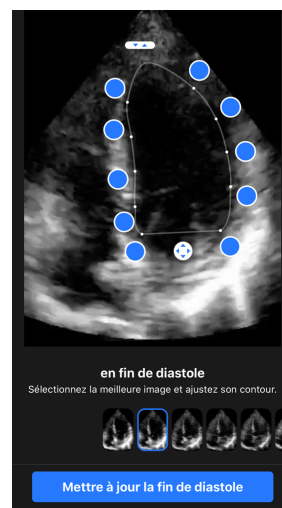 en fin de diastole
Sélectionnez la meilleure image et ajustez son contour.
Mettre à jour la fin de diastole